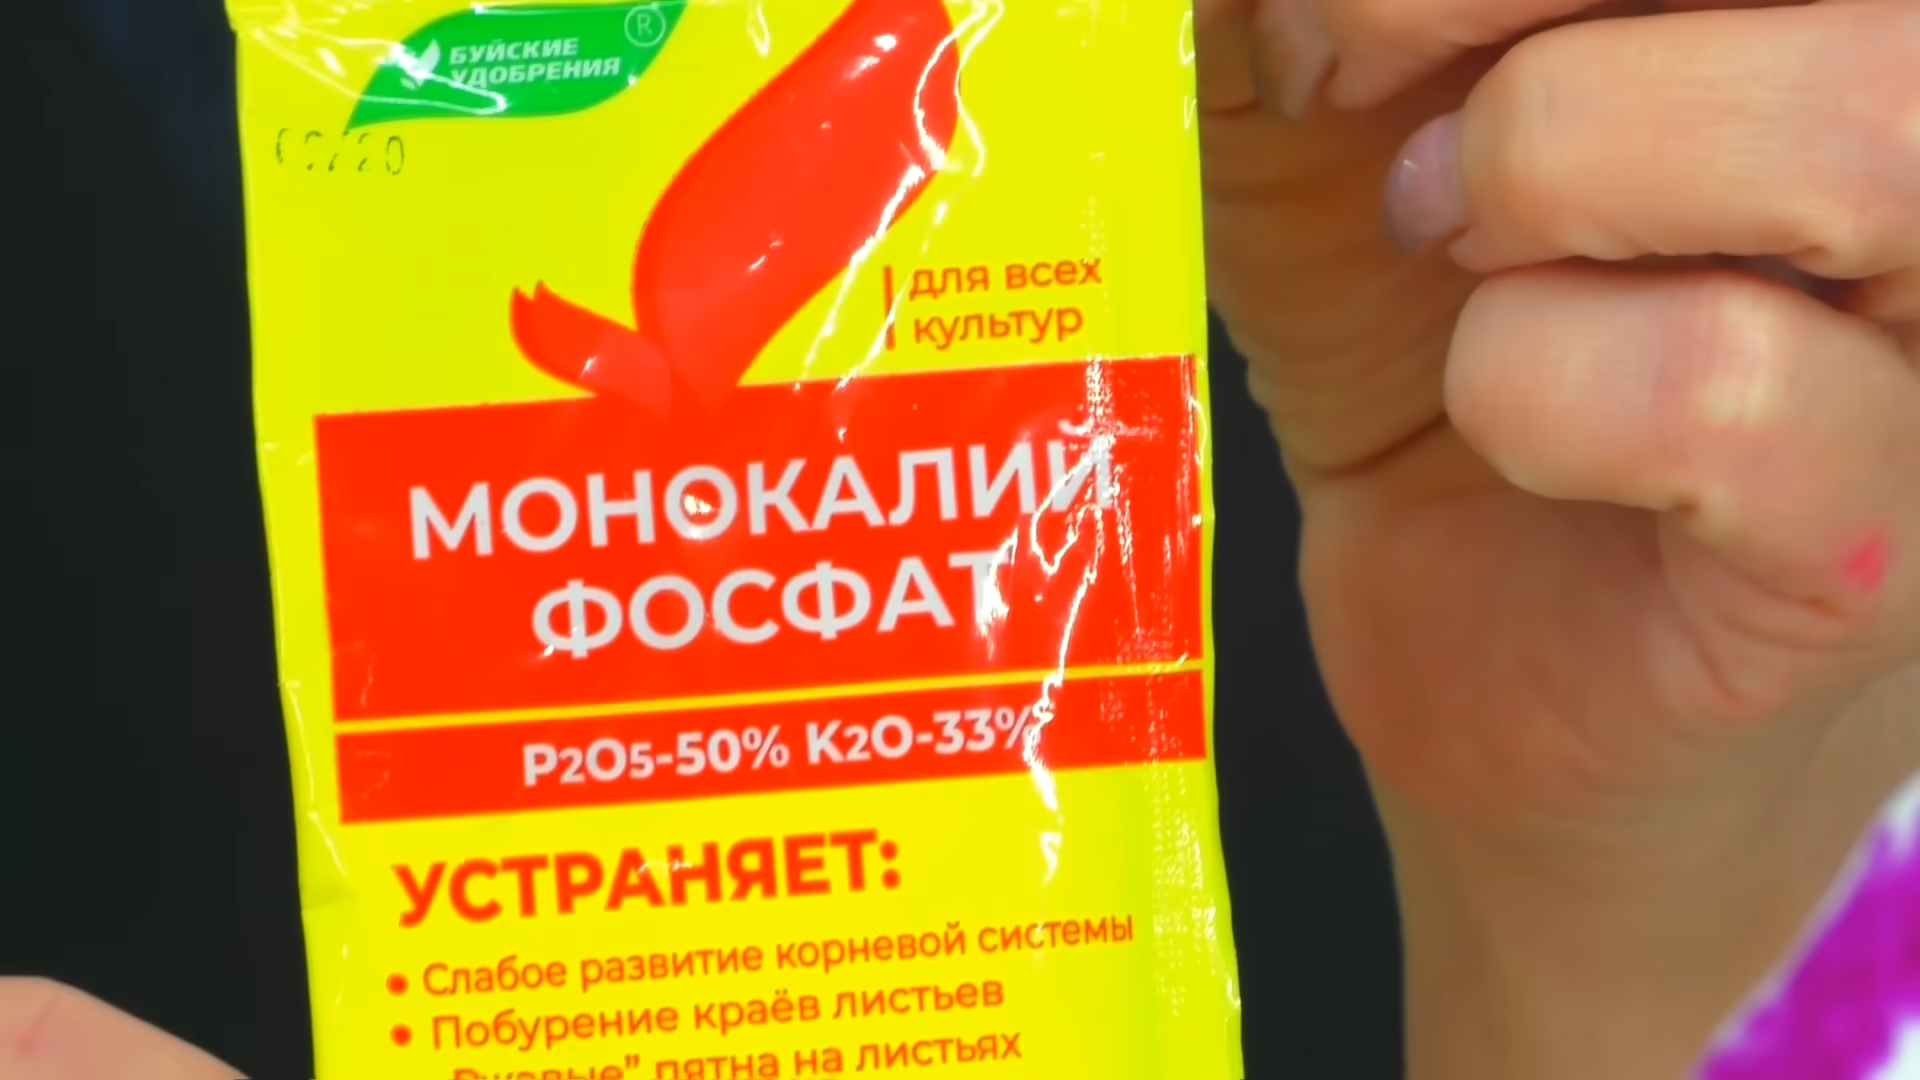 БУЙСКИЕ
УДОБРЕНИЯ
®
для всех
культур
МОНОКАЛИЙ
ФОСФАТ
P2O5-50% K2O-33%
УСТРАНЯЕТ:
• Слабое развитие корневой системы
• Побурение краёв листьев
"Ржавые" пятна на листьях